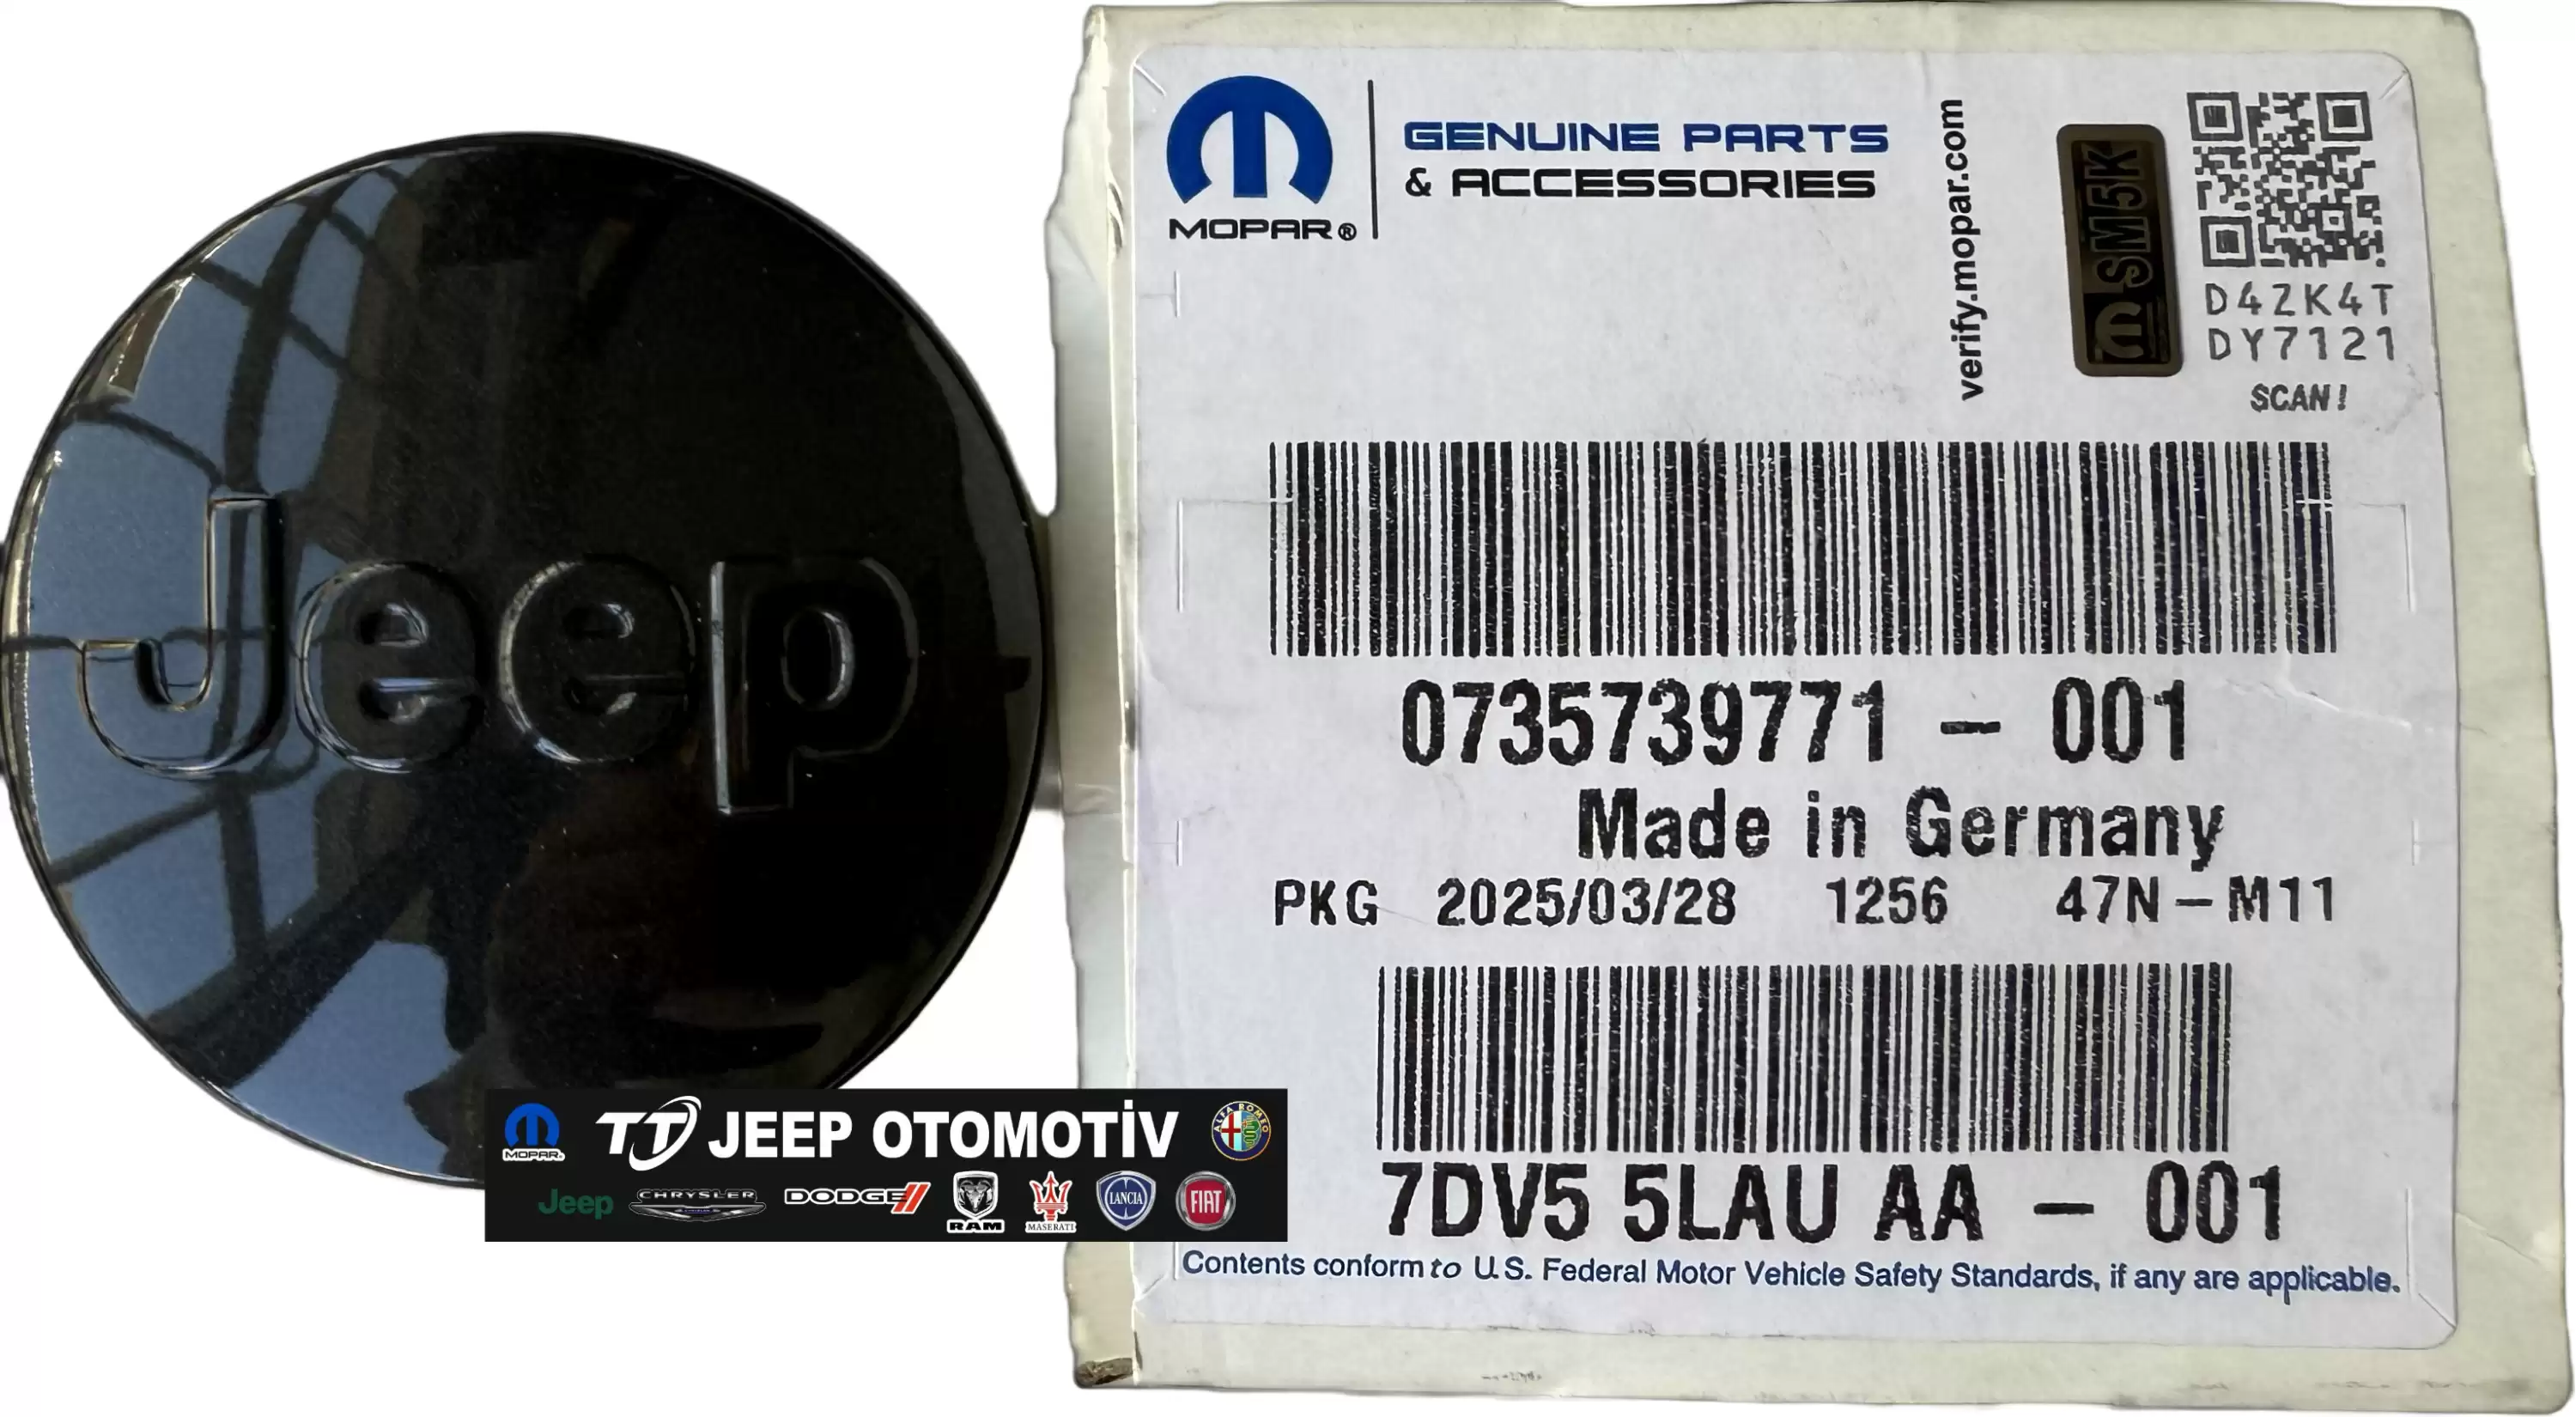 Jeep
MOPAR®
GENUINE PARTS
& ACCESSORIES
verify.mopar.com
SM5K
D4ZK4T
DY7121
SCAN!
0735739771 - 001
Made in Germany
PKG 2025/03/28 1256 47N-M11
7DV5 5LAU AA - 001
Contents conform to U.S. Federal Motor Vehicle Safety Standards, if any are applicable.
MOPAR.
TT JEEP OTOMOTİV
ALFA ROMEO
Jeep
CHRYSLER
DODGE
RAM
MASERATI
LANCIA
FIAT